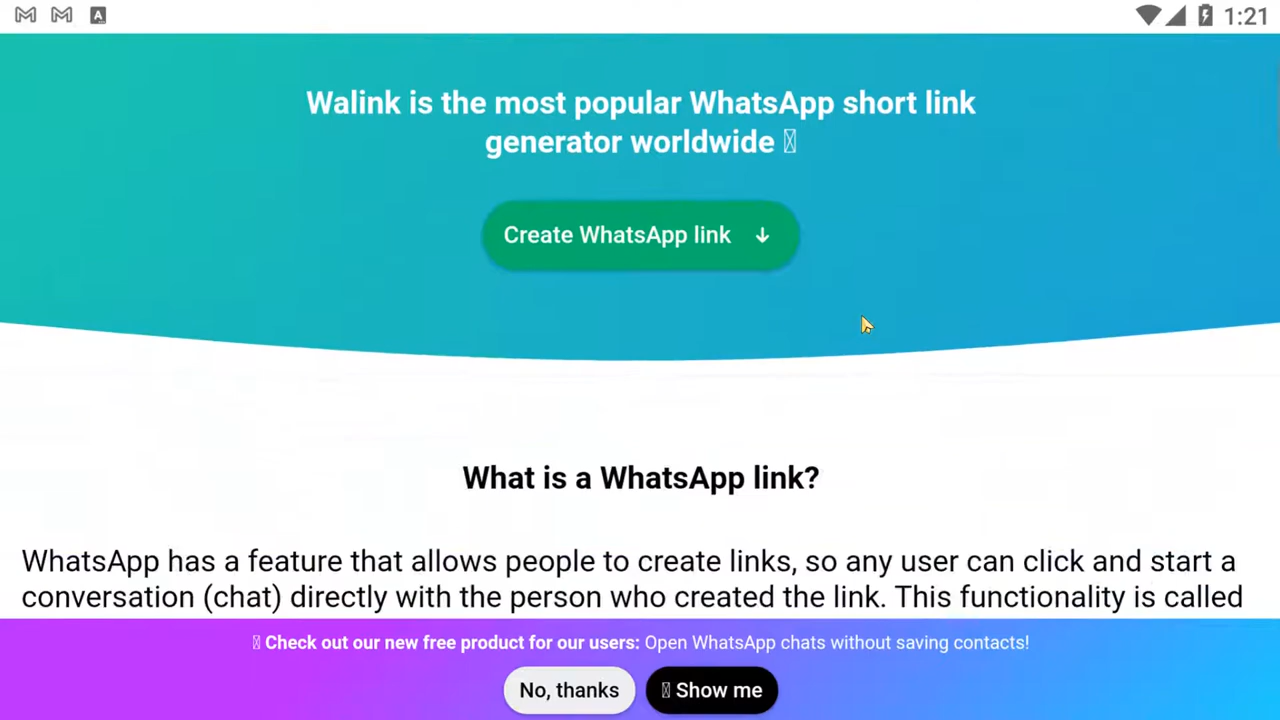 1:21
Walink is the most popular WhatsApp short link
generator worldwide
Create WhatsApp link ↓
What is a WhatsApp link?
WhatsApp has a feature that allows people to create links, so any user can click and start a
conversation (chat) directly with the person who created the link. This functionality is called
Check out our new free product for our users: Open WhatsApp chats without saving contacts!
No, thanks
Show me